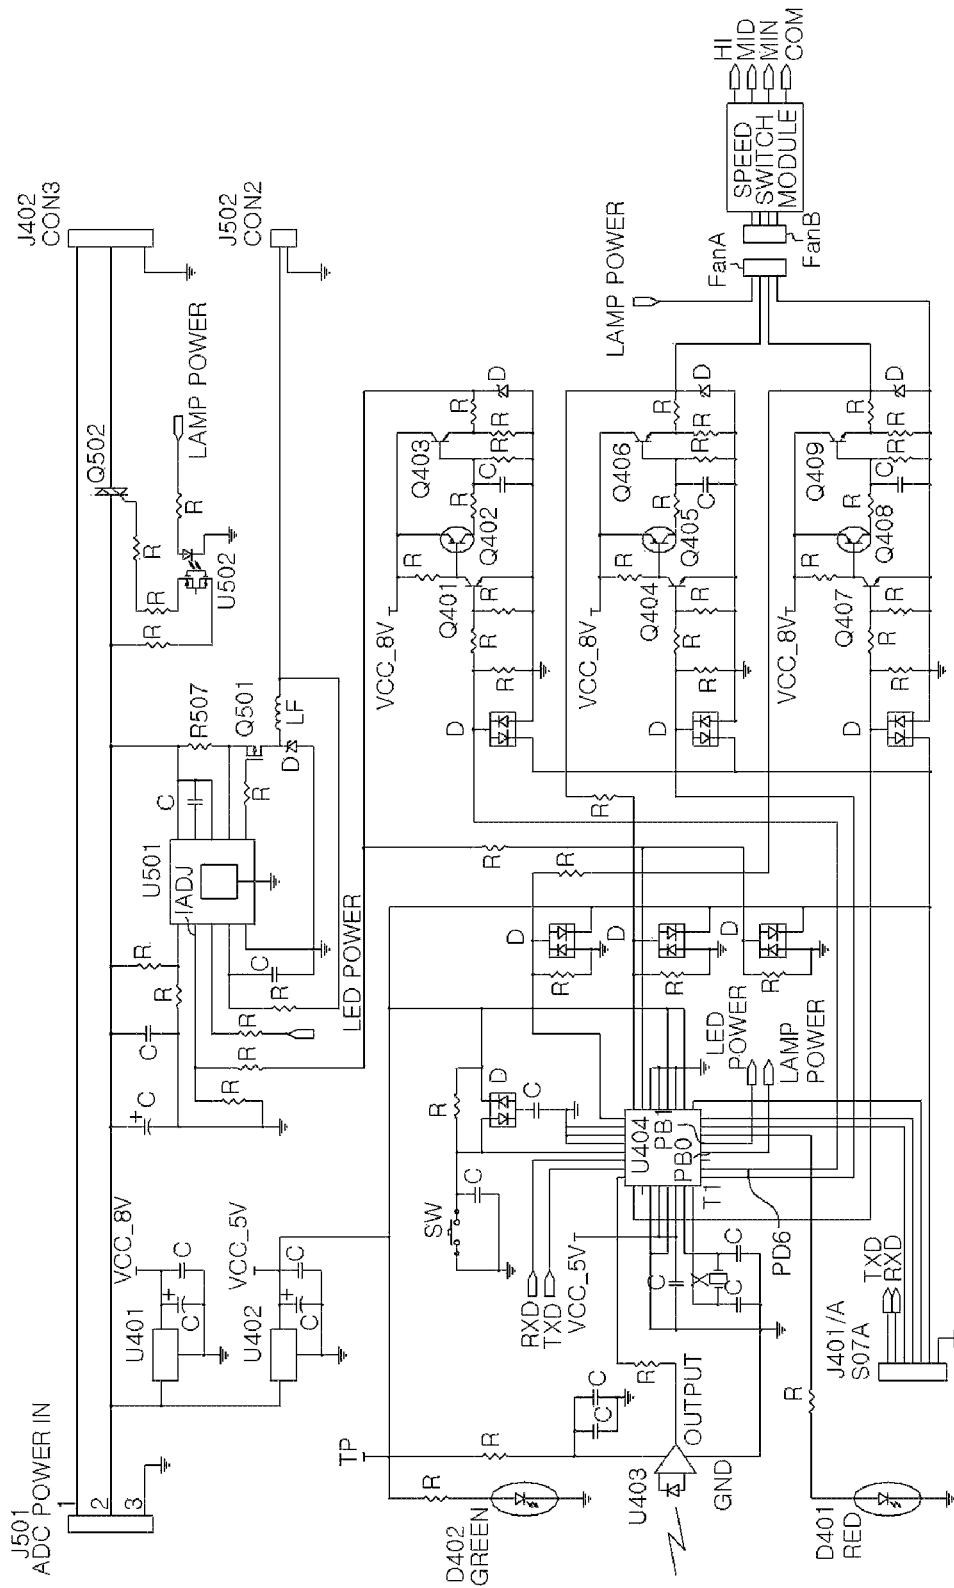 J501
ADC POWER IN
1
2
3
J402
CON3
J502
CON2
Q502
LAMP POWER
R
R
R
R
U502
VCC_8V
U401
C
C
+
VCC_5V
U402
C
C
+
+
C
C
R
R
R
R
R
C
U501
IADJ
C
R507
Q501
R
D
LF
LED POWER
TP
R
R
D402
GREEN
C
C
U403
OUTPUT
GND
R
RXD
TXD
VCC_5V
SW
C
R
D
C
C
U404
PB1
PB0
T1
PD6
X
C
C
LED
POWER
LAMP
POWER
D
R
D
R
D
R
R
R
R
VCC_8V
Q401
Q402
Q403
D
R
R
R
R
R
C
R
R
R
D
VCC_8V
Q404
Q405
Q406
D
R
R
R
R
R
C
R
R
R
D
VCC_8V
Q407
Q408
Q409
D
R
R
R
R
R
C
R
R
R
D
LAMP POWER
FanA
FanB
SPEED
SWITCH
MODULE
HI
MID
MIN
COM
J401/A
S07A
TXD
RXD
R
D401
RED